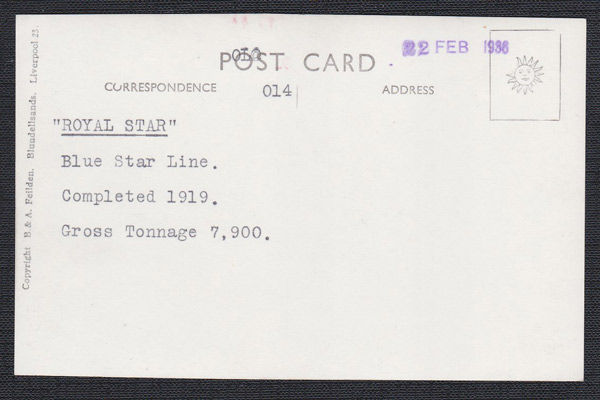 POST CARD
22 FEB 1986
CORRESPONDENCE
014
ADDRESS
"ROYAL STAR"
Blue Star Line.
Completed 1919.
Gross Tonnage 7,900.
Copyright B. & A. Feilden. Blundellsands. Liverpool 23.